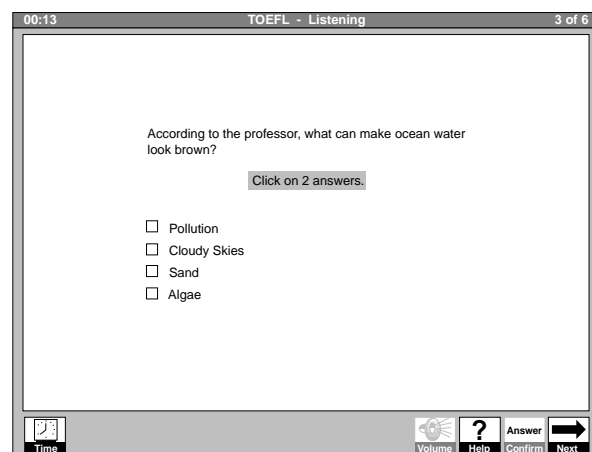 00:13 TOEFL - Listening 3 of 6
According to the professor, what can make ocean water
look brown?
Click on 2 answers.
Pollution
Cloudy Skies
Sand
Algae
? Answer
Time Volume Help Confirm Next